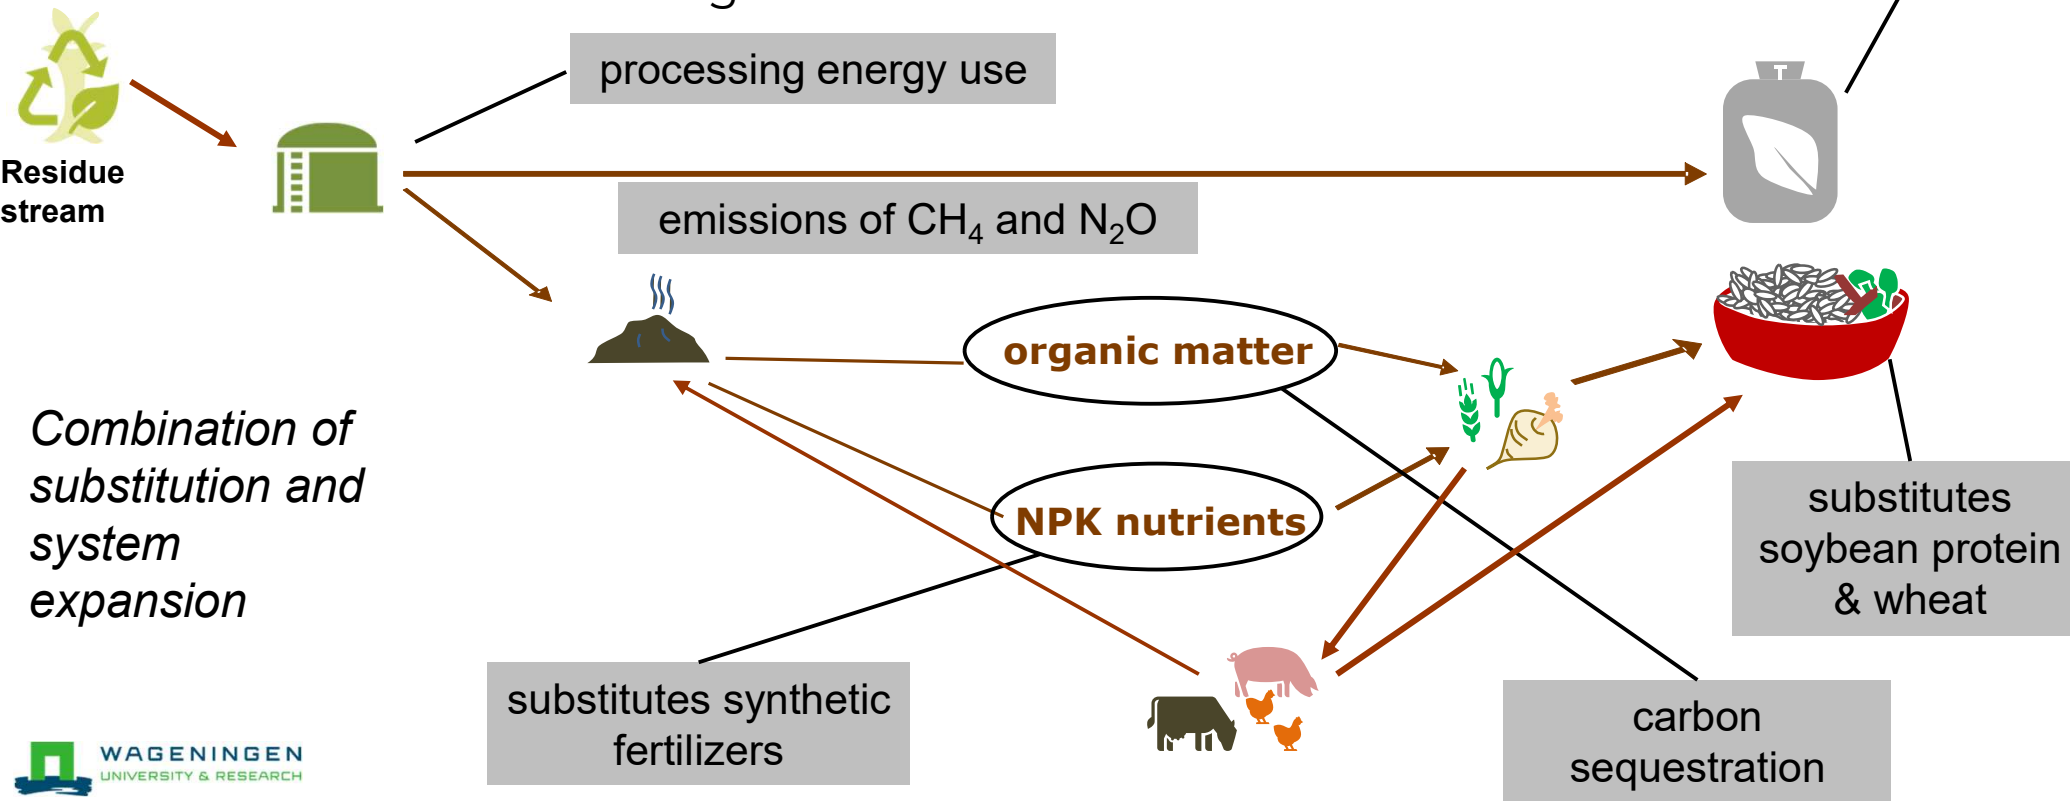 processing energy use
Residue
stream
emissions of CH₄ and N₂O
organic matter
Combination of
substitution and
system
expansion
NPK nutrients
substitutes
soybean protein
& wheat
substitutes synthetic
fertilizers
carbon
sequestration
WAGENINGEN
UNIVERSITY & RESEARCH